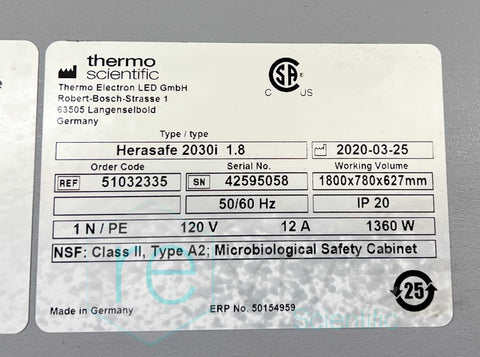 thermo
scientific
Thermo Electron LED GmbH
Robert-Bosch-Strasse 1
63505 Langenselbold
Germany
CSA
C US
®
Type / type
Herasafe 2030i 1.8
2020-03-25
Order Code
Serial No.
Working Volume
REF 51032335
SN 42595058
1800x780x627mm
50/60 Hz
IP 20
1 N / PE 120 V 12 A 1360 W
NSF: Class II, Type A2; Microbiological Safety Cabinet
re
Scientific
25
Made in Germany
ERP No. 50154959